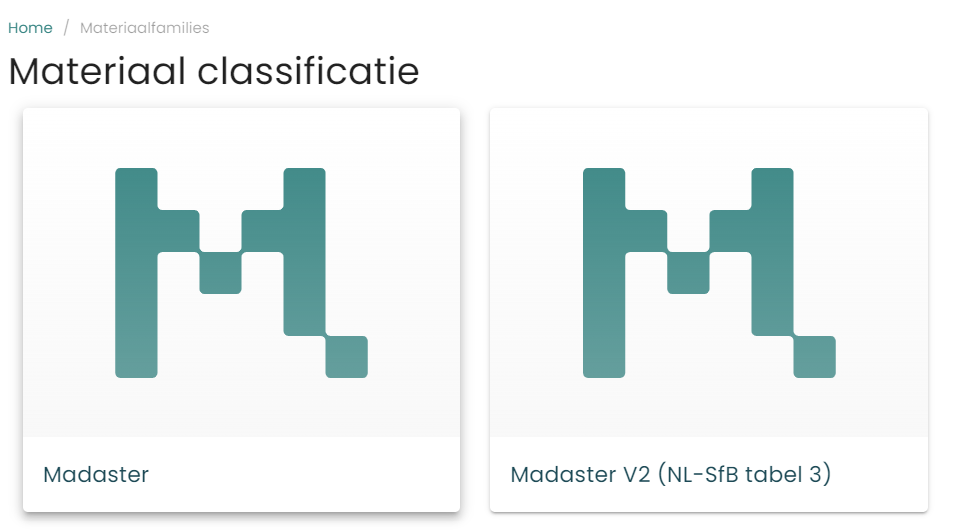 Home / Materiaalfamilies
Materiaal classificatie
Madaster
Madaster V2 (NL-SfB tabel 3)